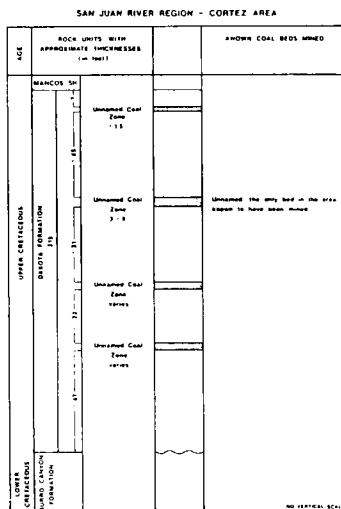 SAN JUAN RIVER REGION - CORTEZ AREA
AGE
ROCK UNITS WITH
APPROXIMATE THICKNESSES
(in feet)
KNOWN COAL BEDS MINED
MANCOS SH
UPPER CRETACEOUS
DAKOTA FORMATION
Unnamed Coal
Zone
Unnamed Coal
Zone
Unnamed the only bed in the area
known to have been mined
Unnamed Coal
Zone
varies
Unnamed Coal
Zone
varies
LOWER
CRETACEOUS
BURRO CANYON
FORMATION
NO VERTICAL SCALE